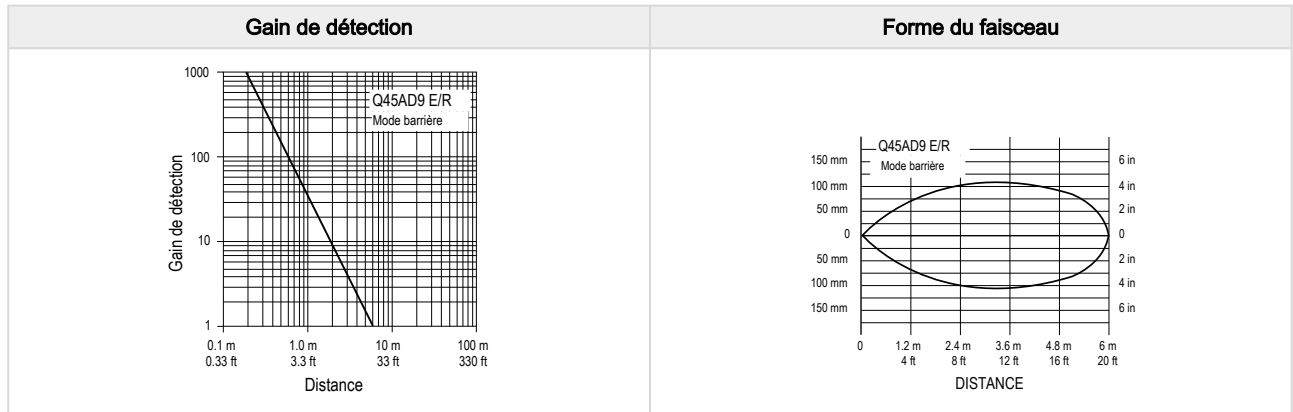 Gain de détection
Forme du faisceau
1000
100
10
1
Gain de détection
Q45AD9 E/R
Mode barrière
0.1 m
0.33 ft
1.0 m
3.3 ft
10 m
33 ft
100 m
330 ft
Distance
Q45AD9 E/R
Mode barrière
150 mm
100 mm
50 mm
0
50 mm
100 mm
150 mm
6 in
4 in
2 in
0
2 in
4 in
6 in
0
1.2 m
4 ft
2.4 m
8 ft
3.6 m
12 ft
4.8 m
16 ft
6 m
20 ft
DISTANCE